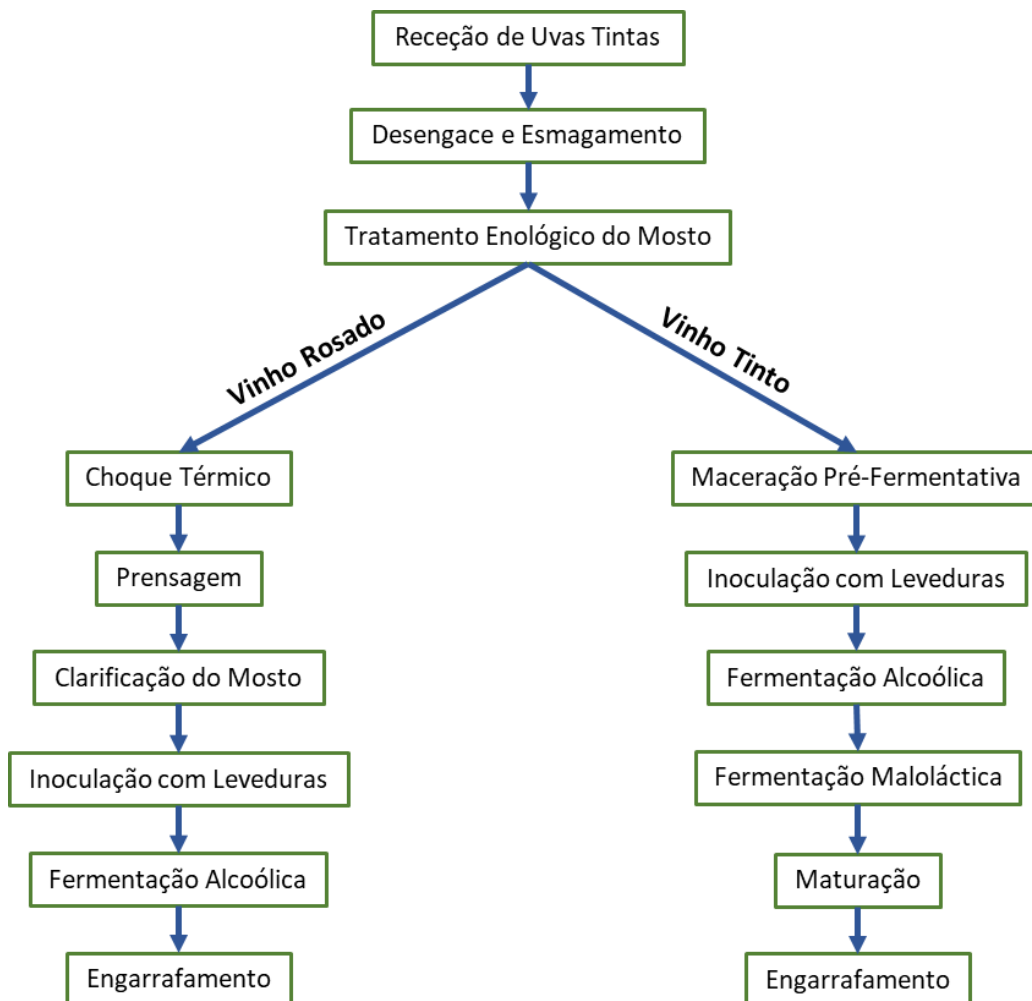 Receção de Uvas Tintas
Desengace e Esmagamento
Tratamento Enológico do Mosto
Vinho Rosado
Choque Térmico
Prensagem
Clarificação do Mosto
Inoculação com Leveduras
Fermentação Alcoólica
Engarrafamento
Vinho Tinto
Maceração Pré-Fermentativa
Inoculação com Leveduras
Fermentação Alcoólica
Fermentação Maloláctica
Maturação
Engarrafamento